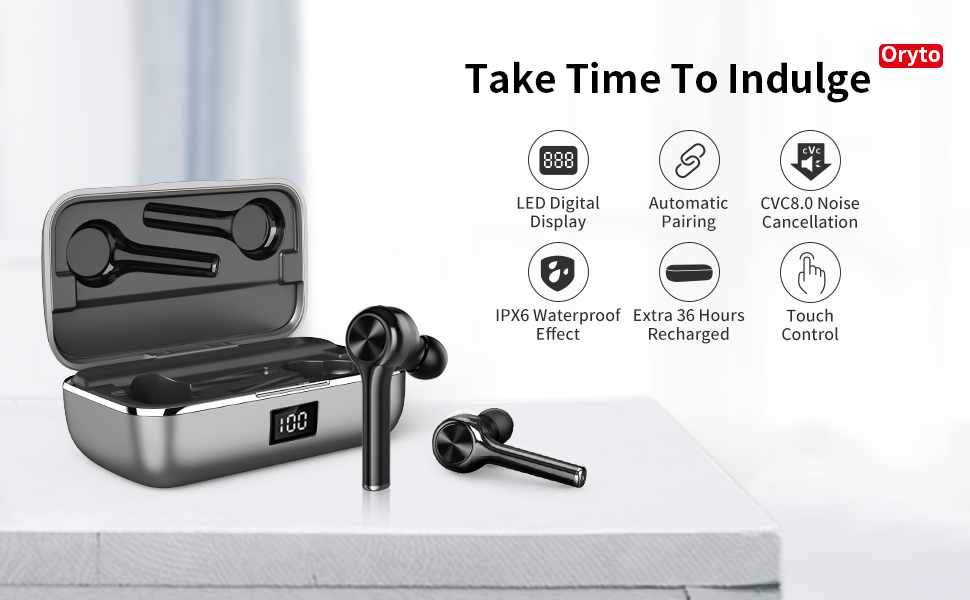 Oryto
Take Time To Indulge
888
cVc
LED Digital
Display
Automatic
Pairing
CVC8.0 Noise
Cancellation
IPX6 Waterproof
Effect
Extra 36 Hours
Recharged
Touch
Control
100